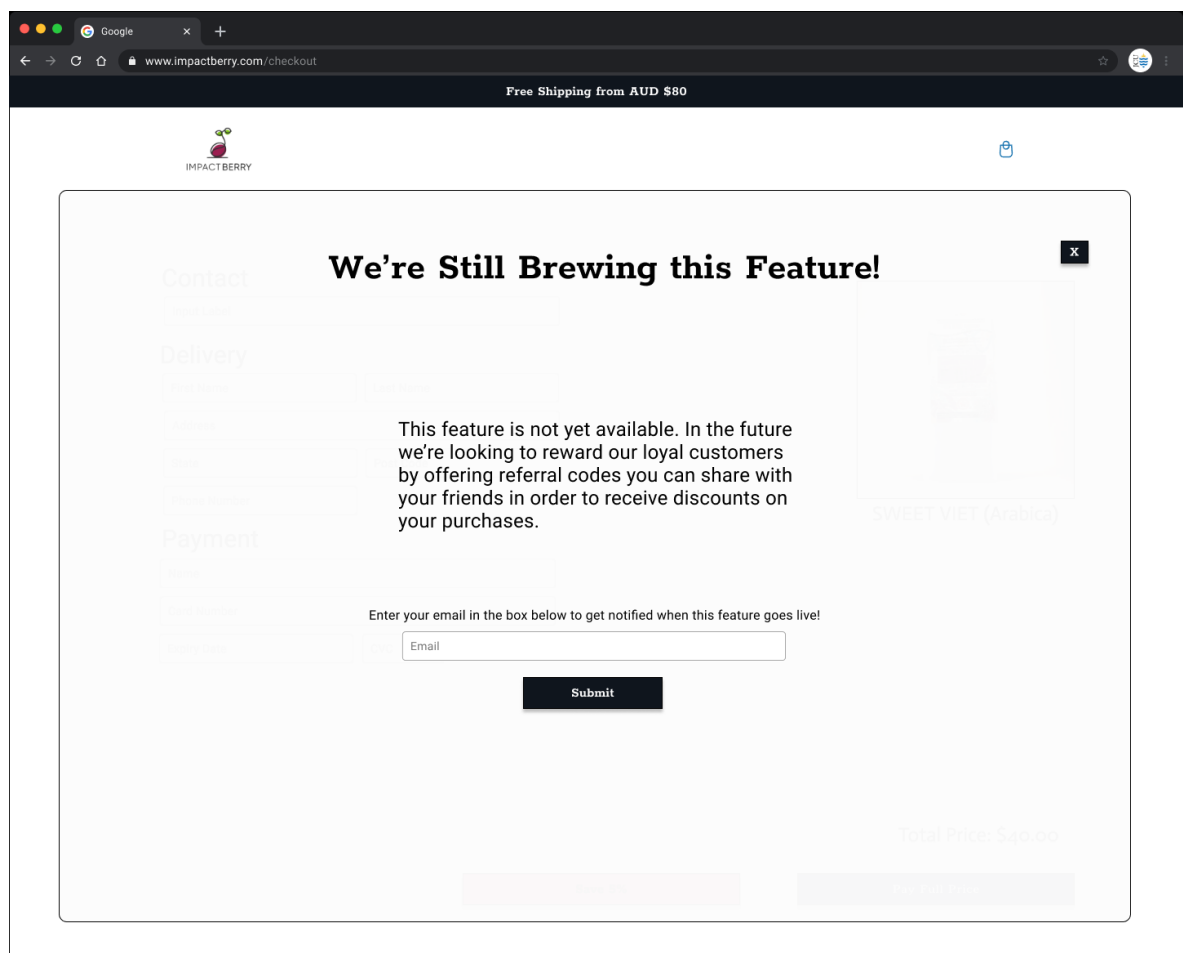 Google
www.impactberry.com/checkout
Free Shipping from AUD $80
IMPACTBERRY
X
We're Still Brewing this Feature!
Contact
Delivery
Last Name
This feature is not yet available. In the future
we're looking to reward our loyal customers
by offering referral codes you can share with
your friends in order to receive discounts on
your purchases.
SWEET VIET (Arabica)
Payment
Enter your email in the box below to get notified when this feature goes live!
Email
Submit
Total Price: $40.00